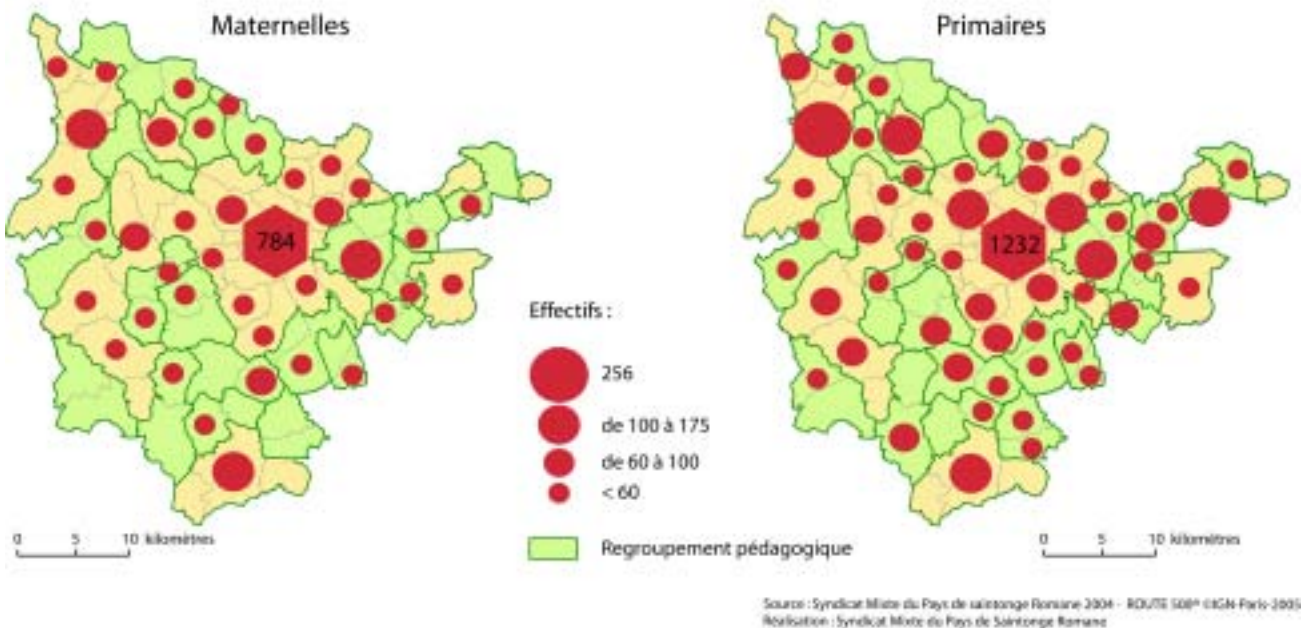 Maternelles
Primaires
784
1232
Effectifs :
256
de 100 à 175
de 60 à 100
< 60
Regroupement pédagogique
0 5 10 kilomètres
0 5 10 kilomètres
Source : Syndicat Mixte du Pays de saintonge Romane 2004 - ROUTE 500® ©IGN-Paris-2005
Réalisation : Syndicat Mixte du Pays de Saintonge Romane